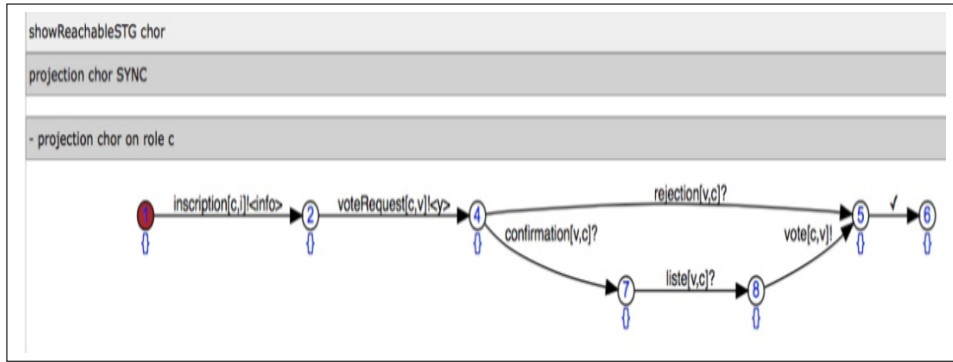 showReachableSTG chor
projection chor SYNC
- projection chor on role c
inscription[c,i]!<info>
voteRequest[c,v]!<y>
rejection[v,c]?
√
1
2
4
5
6
confirmation[v,c]?
vote[c,v]!
{}
{}
{}
{}
{}
liste[v,c]?
7
8
{}
{}